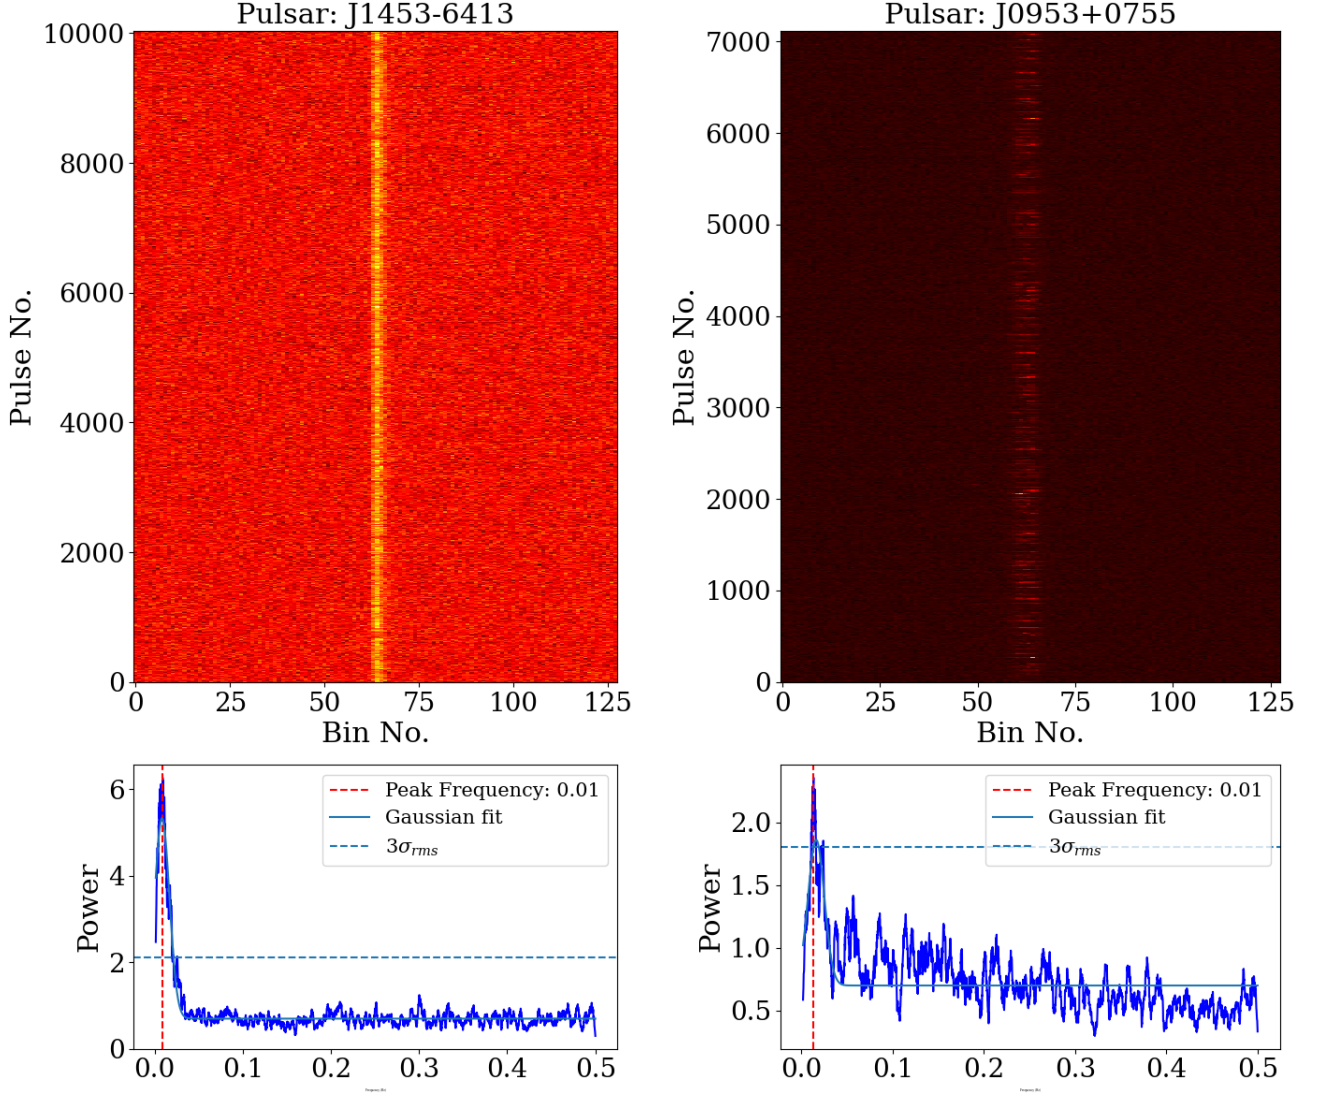 Pulsar: J1453-6413
10000
8000
6000
4000
2000
0
Pulse No.
0 25 50 75 100 125
Bin No.
Pulsar: J0953+0755
7000
6000
5000
4000
3000
2000
1000
0
Pulse No.
0 25 50 75 100 125
Bin No.
6
4
2
0
Power
Peak Frequency: 0.01
Gaussian fit
3σrms
0.0 0.1 0.2 0.3 0.4 0.5
2.0
1.5
1.0
0.5
Power
Peak Frequency: 0.01
Gaussian fit
3σrms
0.0 0.1 0.2 0.3 0.4 0.5